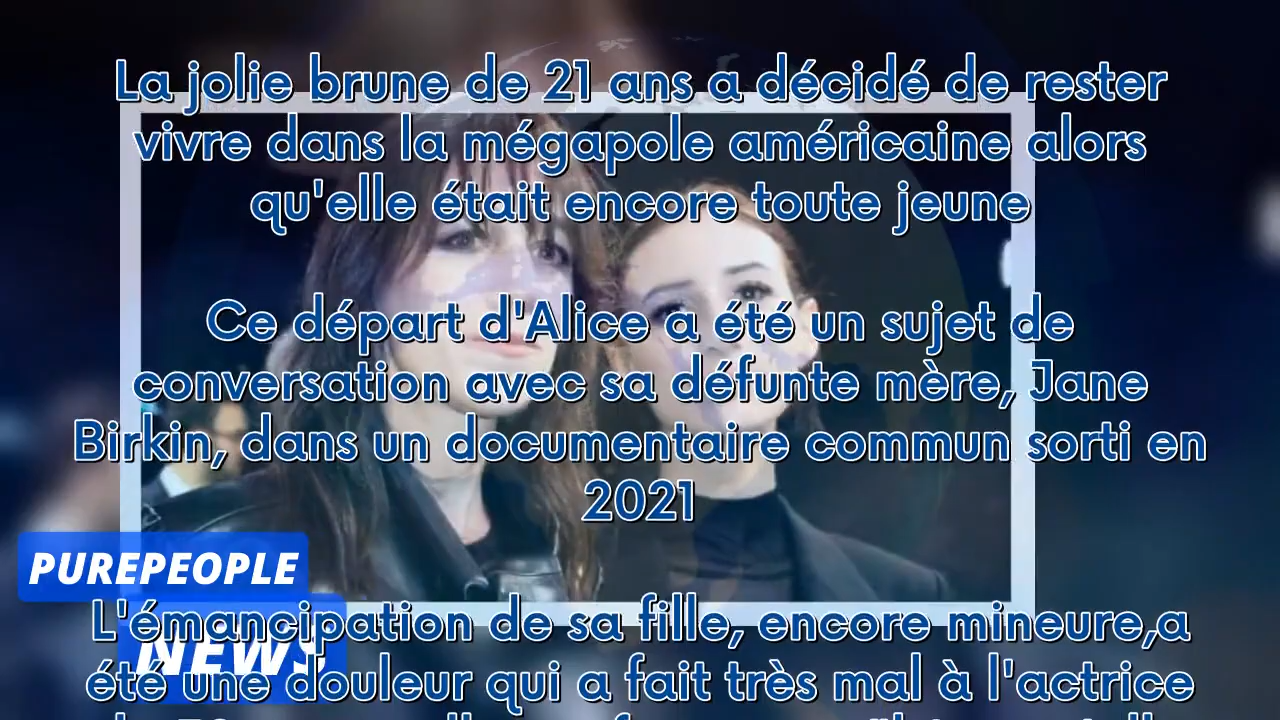 La jolie brune de 21 ans a décidé de rester
vivre dans la mégapole américaine alors
qu'elle était encore toute jeune
Ce départ d'Alice a été un sujet de
conversation avec sa défunte mère, Jane
Birkin, dans un documentaire commun sorti en
2021
PUREPEOPLE
NEWS
L'émancipation de sa fille, encore mineure,a
été une douleur qui a fait très mal à l'actrice